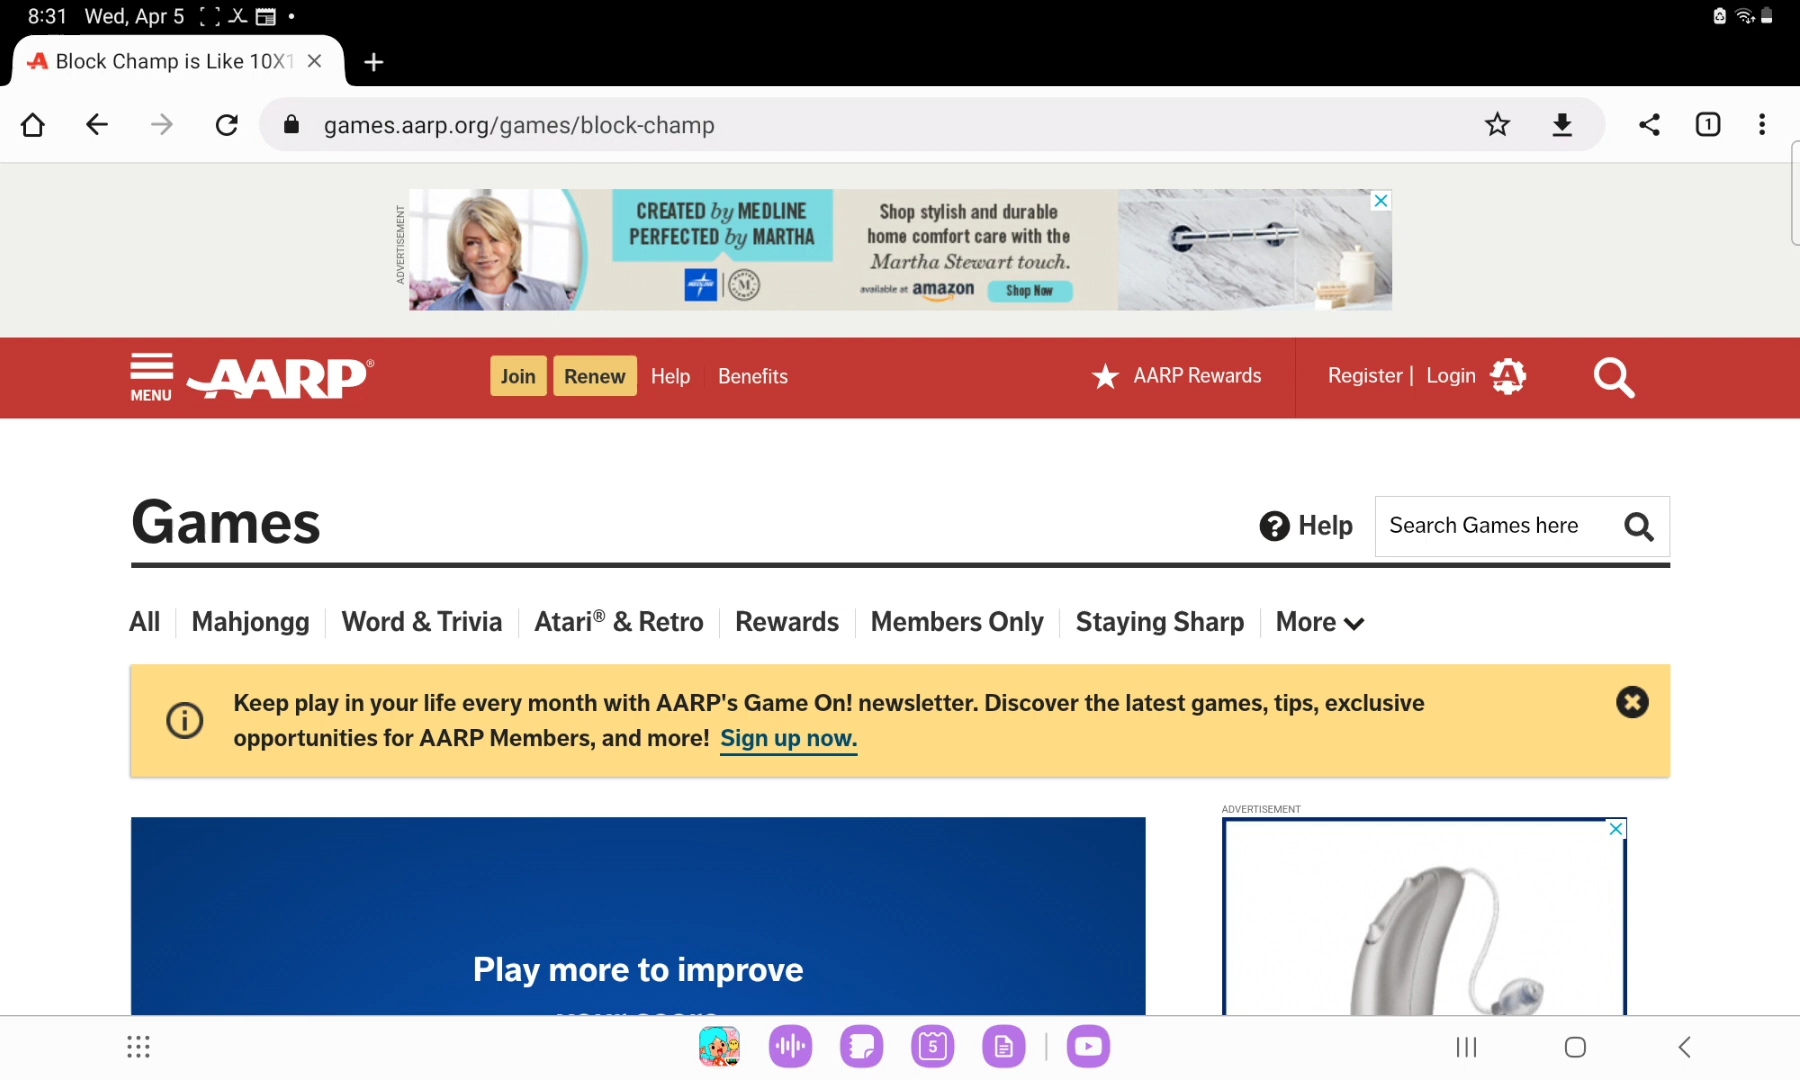 8:31 Wed, Apr 5
Block Champ is Like 10X1
games.aarp.org/games/block-champ
1
ADVERTISEMENT
CREATED by MEDLINE
PERFECTED by MARTHA
MEDLINE
M
Shop stylish and durable
home comfort care with the
Martha Stewart touch.
available at amazon
Shop Now
MENU
AARP®
Join
Renew
Help
Benefits
AARP Rewards
Register | Login
Games
Help
Search Games here
All
Mahjongg
Word & Trivia
Atari® & Retro
Rewards
Members Only
Staying Sharp
More
Keep play in your life every month with AARP's Game On! newsletter. Discover the latest games, tips, exclusive
opportunities for AARP Members, and more! Sign up now.
ADVERTISEMENT
Play more to improve
5